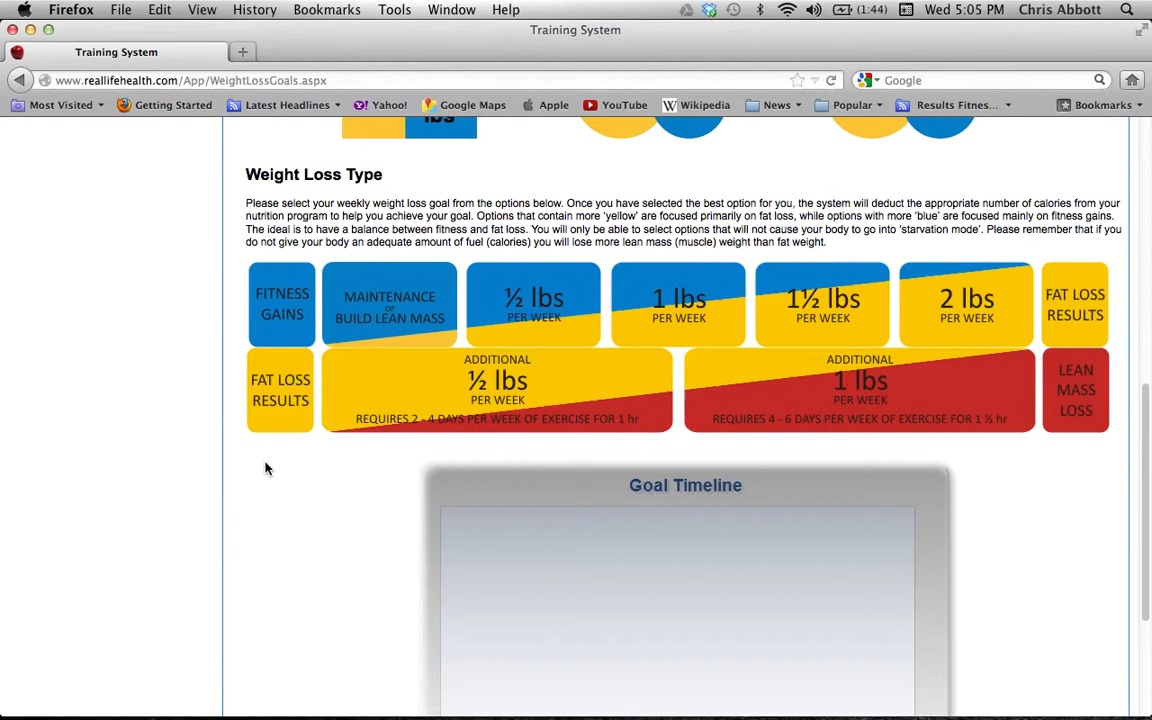 Firefox File Edit View History Bookmarks Tools Window Help (1:44) Wed 5:05 PM Chris Abbott
Training System
Training System
www.reallifehealth.com/App/WeightLossGoals.aspx Google
Most Visited Getting Started Latest Headlines Yahoo! Google Maps Apple YouTube Wikipedia News Popular Results Fitnes... Bookmarks
lbs
Weight Loss Type
Please select your weekly weight loss goal from the options below. Once you have selected the best option for you, the system will deduct the appropriate number of calories from your
nutrition program to help you achieve your goal. Options that contain more 'yellow' are focused primarily on fat loss, while options with more 'blue' are focused mainly on fitness gains.
The ideal is to have a balance between fitness and fat loss. You will only be able to select options that will not cause your body to go into 'starvation mode'. Please remember that if you
do not give your body an adequate amount of fuel (calories) you will lose more lean mass (muscle) weight than fat weight.
FITNESS
GAINS
MAINTENANCE
or
BUILD LEAN MASS
½ lbs
PER WEEK
1 lbs
PER WEEK
1½ lbs
PER WEEK
2 lbs
PER WEEK
FAT LOSS
RESULTS
FAT LOSS
RESULTS
ADDITIONAL
½ lbs
PER WEEK
REQUIRES 2 - 4 DAYS PER WEEK OF EXERCISE FOR 1 hr
ADDITIONAL
1 lbs
PER WEEK
REQUIRES 4 - 6 DAYS PER WEEK OF EXERCISE FOR 1 ½ hr
LEAN
MASS
LOSS
Goal Timeline